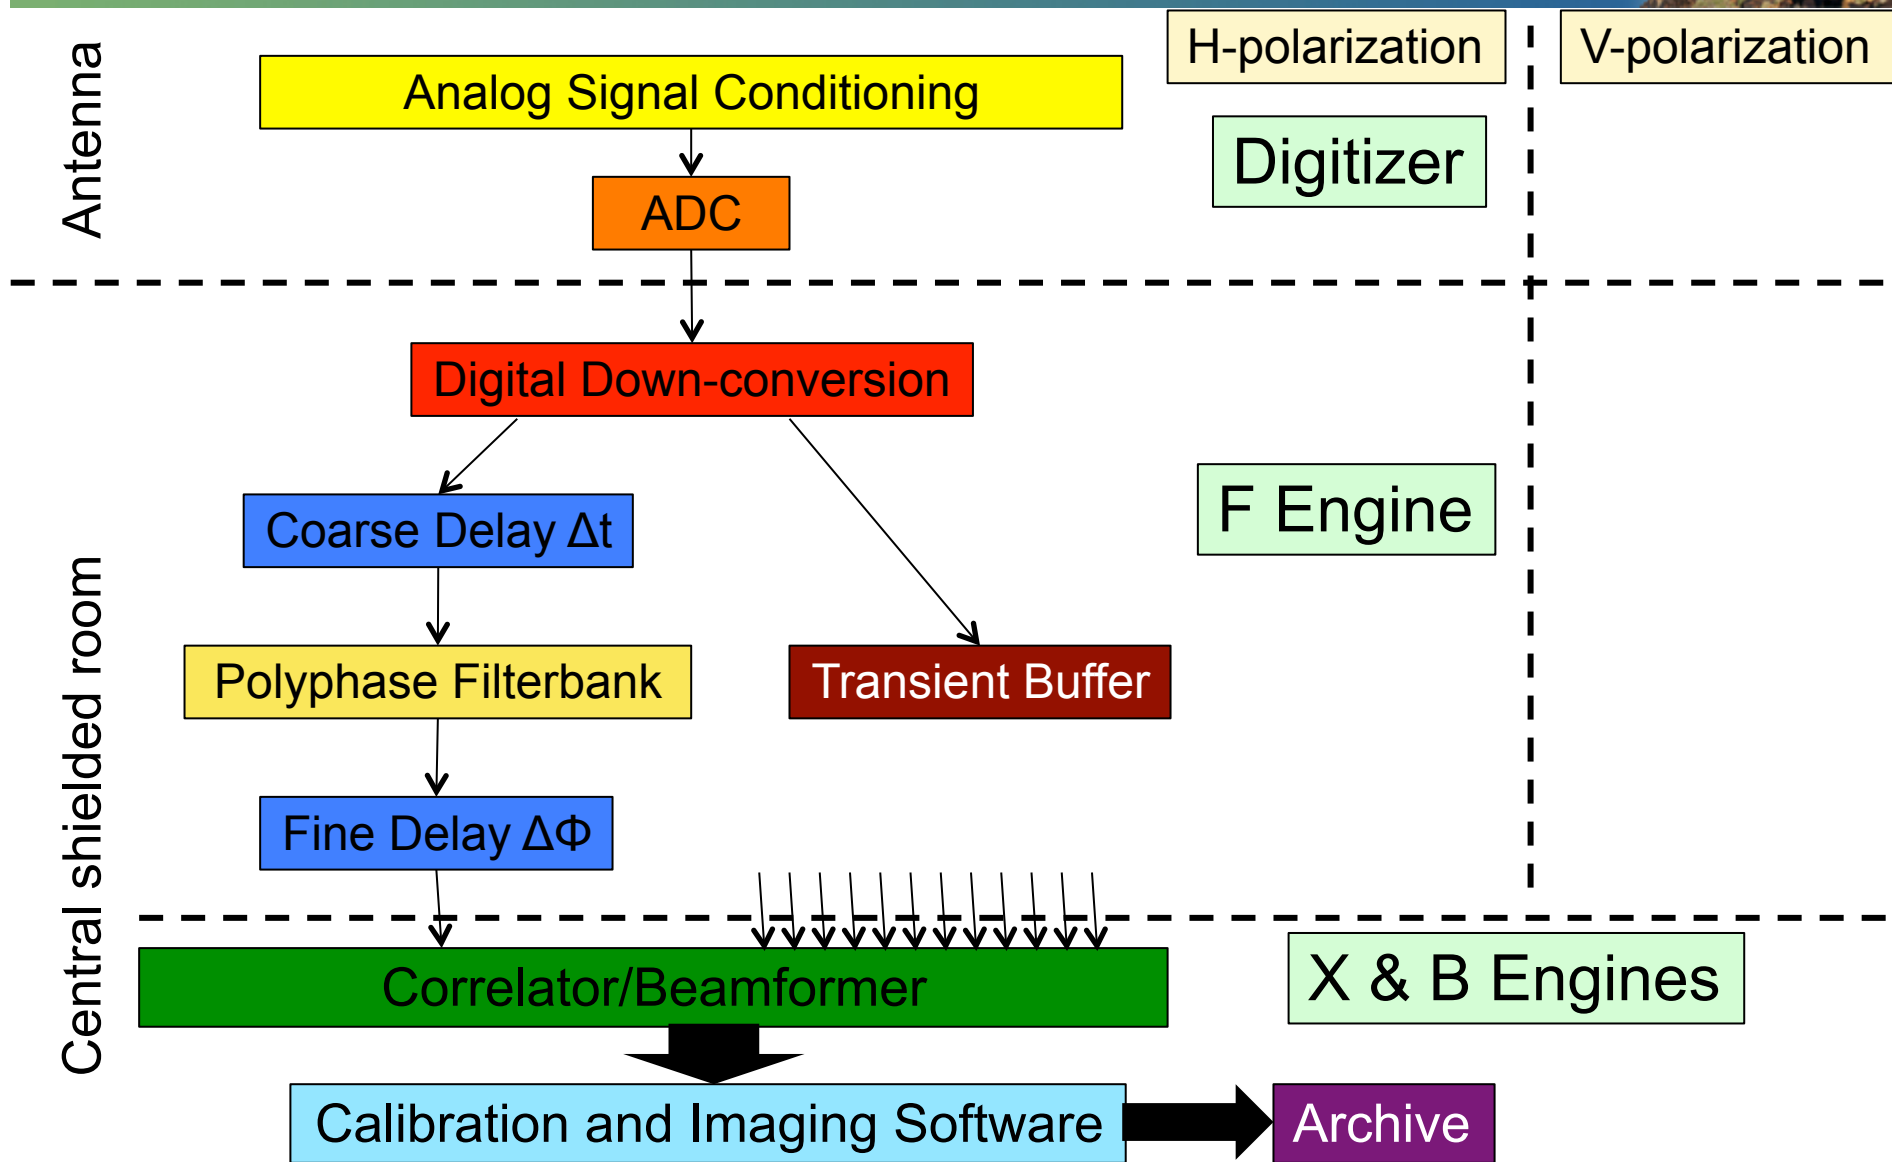 Antenna
H-polarization
V-polarization
Analog Signal Conditioning
Digitizer
ADC
Central shielded room
Digital Down-conversion
F Engine
Coarse Delay Δt
Polyphase Filterbank
Transient Buffer
Fine Delay ΔΦ
Correlator/Beamformer
X & B Engines
Calibration and Imaging Software
Archive